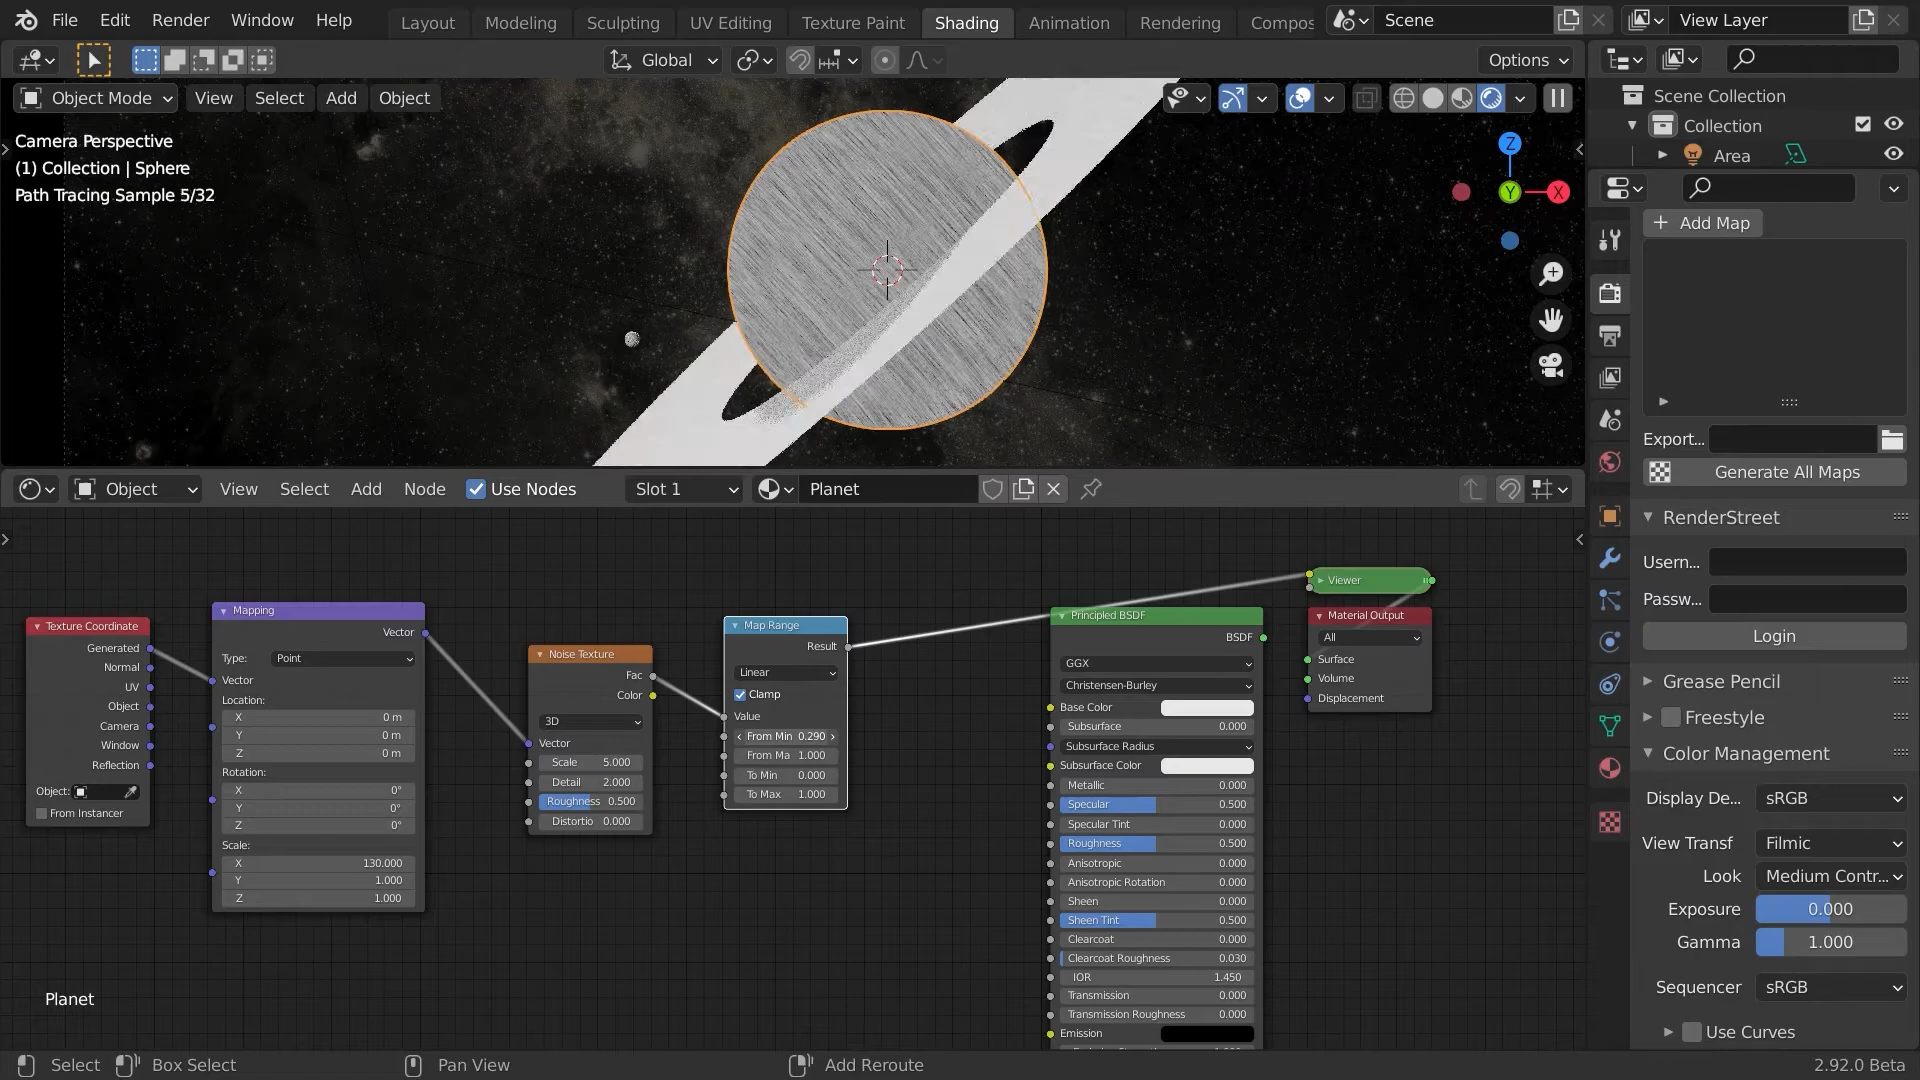 File Edit Render Window Help Layout Modeling Sculpting UV Editing Texture Paint Shading Animation Rendering Compos Scene View Layer
Global Options
Object Mode View Select Add Object
Camera Perspective
(1) Collection | Sphere
Path Tracing Sample 5/32
Z
Y
X
Scene Collection
Collection
Area
Add Map
Export...
Generate All Maps
RenderStreet
Usern...
Passw...
Login
Grease Pencil
Freestyle
Color Management
Display De... sRGB
View Transf Filmic
Look Medium Contr...
Exposure 0.000
Gamma 1.000
Sequencer sRGB
Use Curves
Object View Select Add Node Use Nodes Slot 1 Planet
Texture Coordinate
Generated
Normal
UV
Object
Camera
Window
Reflection
Object:
From Instancer
Mapping
Vector
Type: Point
Vector
Location:
X 0 m
Y 0 m
Z 0 m
Rotation:
X 0°
Y 0°
Z 0°
Scale:
X 130.000
Y 1.000
Z 1.000
Noise Texture
Fac
Color
3D
Vector
Scale 5.000
Detail 2.000
Roughness 0.500
Distortio 0.000
Map Range
Result
Linear
Clamp
Value
From Min 0.290
From Ma 1.000
To Min 0.000
To Max 1.000
Principled BSDF
BSDF
GGX
Christensen-Burley
Base Color
Subsurface 0.000
Subsurface Radius
Subsurface Color
Metallic 0.000
Specular 0.500
Specular Tint 0.000
Roughness 0.500
Anisotropic 0.000
Anisotropic Rotation 0.000
Sheen 0.000
Sheen Tint 0.500
Clearcoat 0.000
Clearcoat Roughness 0.030
IOR 1.450
Transmission 0.000
Transmission Roughness 0.000
Emission
Viewer
Material Output
All
Surface
Volume
Displacement
Planet
Select Box Select Pan View Add Reroute 2.92.0 Beta